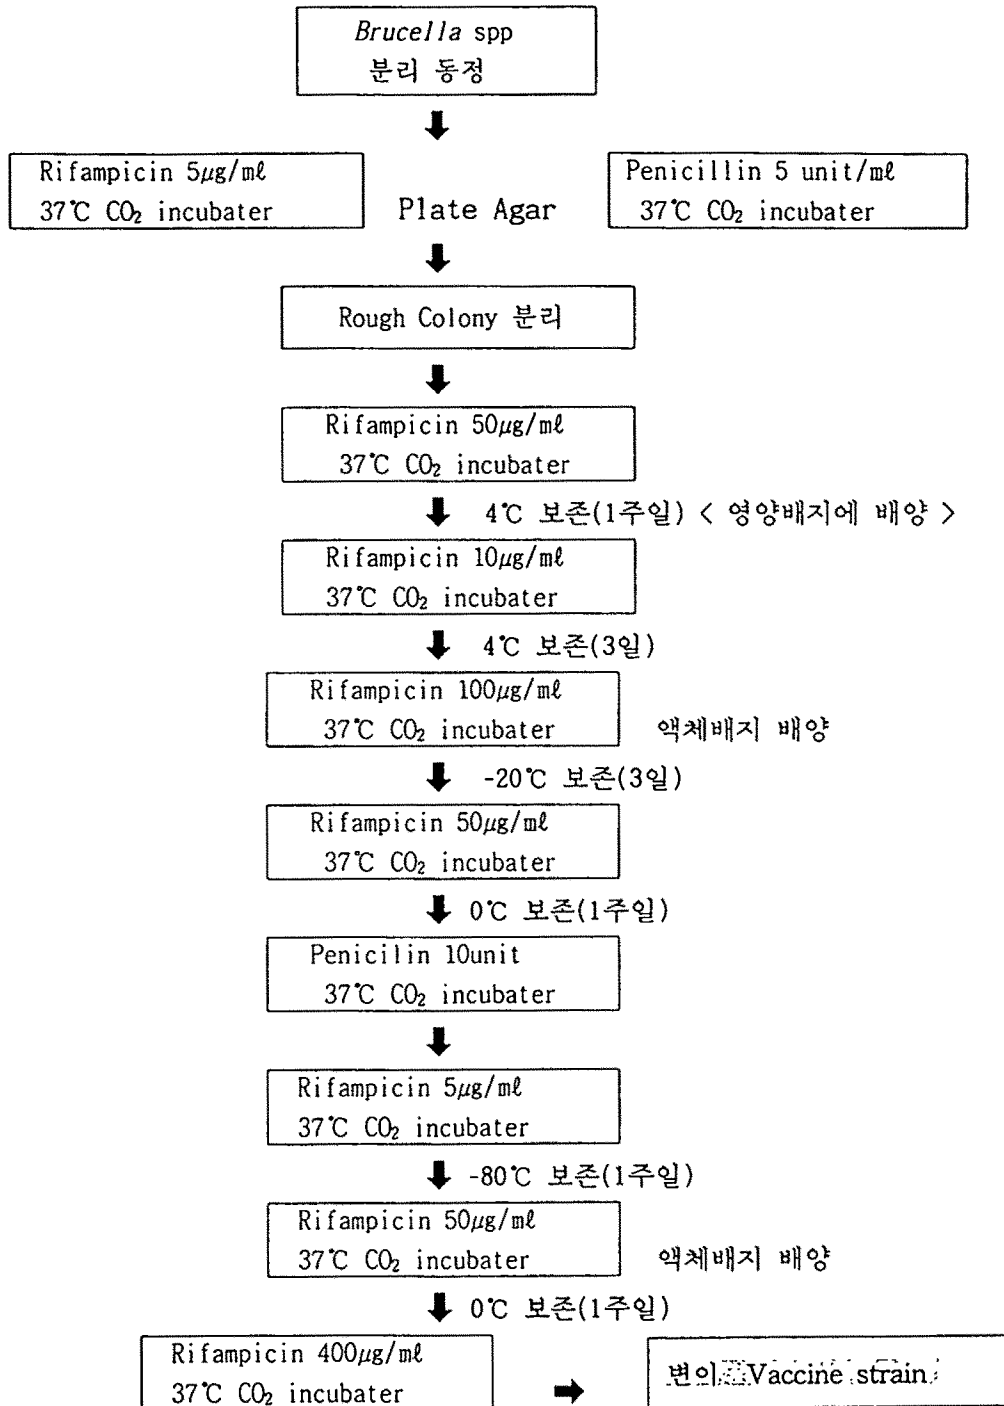 Brucella spp
분리 동정
Rifampicin 5㎍/㎖
37℃ CO₂ incubater
Plate Agar
Penicillin 5 unit/㎖
37℃ CO₂ incubater
Rough Colony 분리
Rifampicin 50㎍/㎖
37℃ CO₂ incubater
4℃ 보존(1주일) < 영양배지에 배양 >
Rifampicin 10㎍/㎖
37℃ CO₂ incubater
4℃ 보존(3일)
Rifampicin 100㎍/㎖
37℃ CO₂ incubater
액체배지 배양
-20℃ 보존(3일)
Rifampicin 50㎍/㎖
37℃ CO₂ incubater
0℃ 보존(1주일)
Penicilin 10unit
37℃ CO₂ incubater
Rifampicin 5㎍/㎖
37℃ CO₂ incubater
-80℃ 보존(1주일)
Rifampicin 50㎍/㎖
37℃ CO₂ incubater
액체배지 배양
0℃ 보존(1주일)
Rifampicin 400㎍/㎖
37℃ CO₂ incubater
변이 Vaccine strain